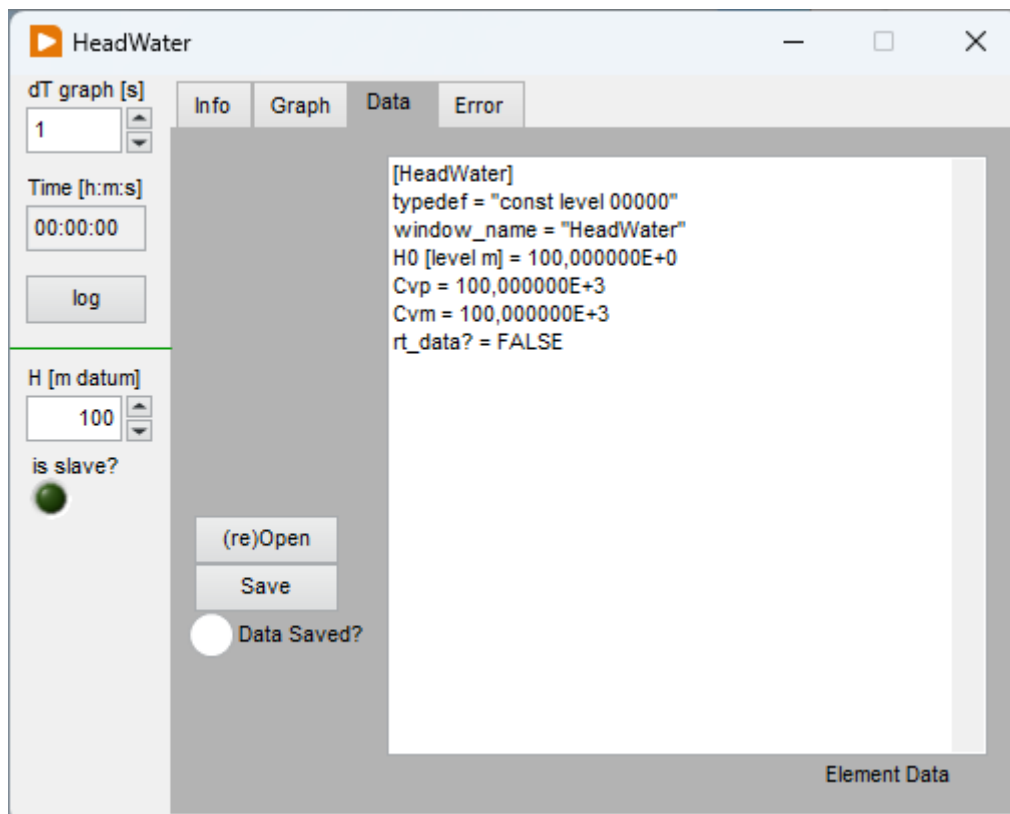 HeadWater
dT graph [s]
1
Time [h:m:s]
00:00:00
log
H [m datum]
100
is slave?
Info
Graph
Data
Error
[HeadWater]
typedef = "const level 00000"
window_name = "HeadWater"
H0 [level m] = 100,000000E+0
Cvp = 100,000000E+3
Cvm = 100,000000E+3
rt_data? = FALSE
(re)Open
Save
Data Saved?
Element Data